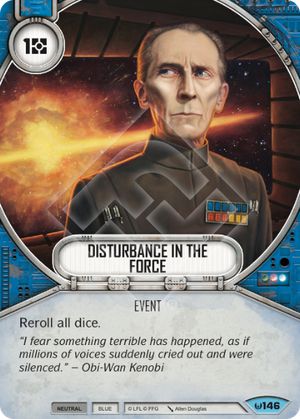 1
DISTURBANCE IN THE
FORCE
EVENT
Reroll all dice.
"I fear something terrible has happened, as if
millions of voices suddenly cried out and were
silenced." – Obi-Wan Kenobi
NEUTRAL BLUE © LFL © FFG Allen Douglas 146